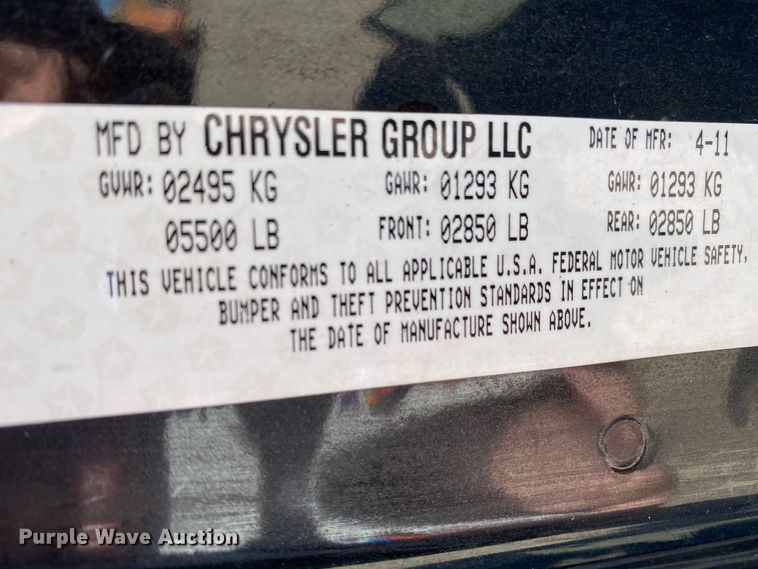 MFD BY CHRYSLER GROUP LLC DATE OF MFR: 4-11
GVWR: 02495 KG GAWR: 01293 KG GAWR: 01293 KG
05500 LB FRONT: 02850 LB REAR: 02850 LB
THIS VEHICLE CONFORMS TO ALL APPLICABLE U.S.A. FEDERAL MOTOR VEHICLE SAFETY,
BUMPER AND THEFT PREVENTION STANDARDS IN EFFECT ON
THE DATE OF MANUFACTURE SHOWN ABOVE.
Purple Wave Auction